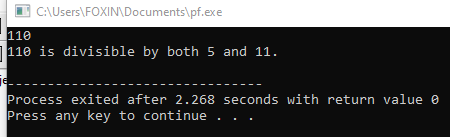 C:\Users\FOXIN\Documents\pf.exe
110
110 is divisible by both 5 and 11.
--------------------------------
Process exited after 2.268 seconds with return value 0
Press any key to continue . . .